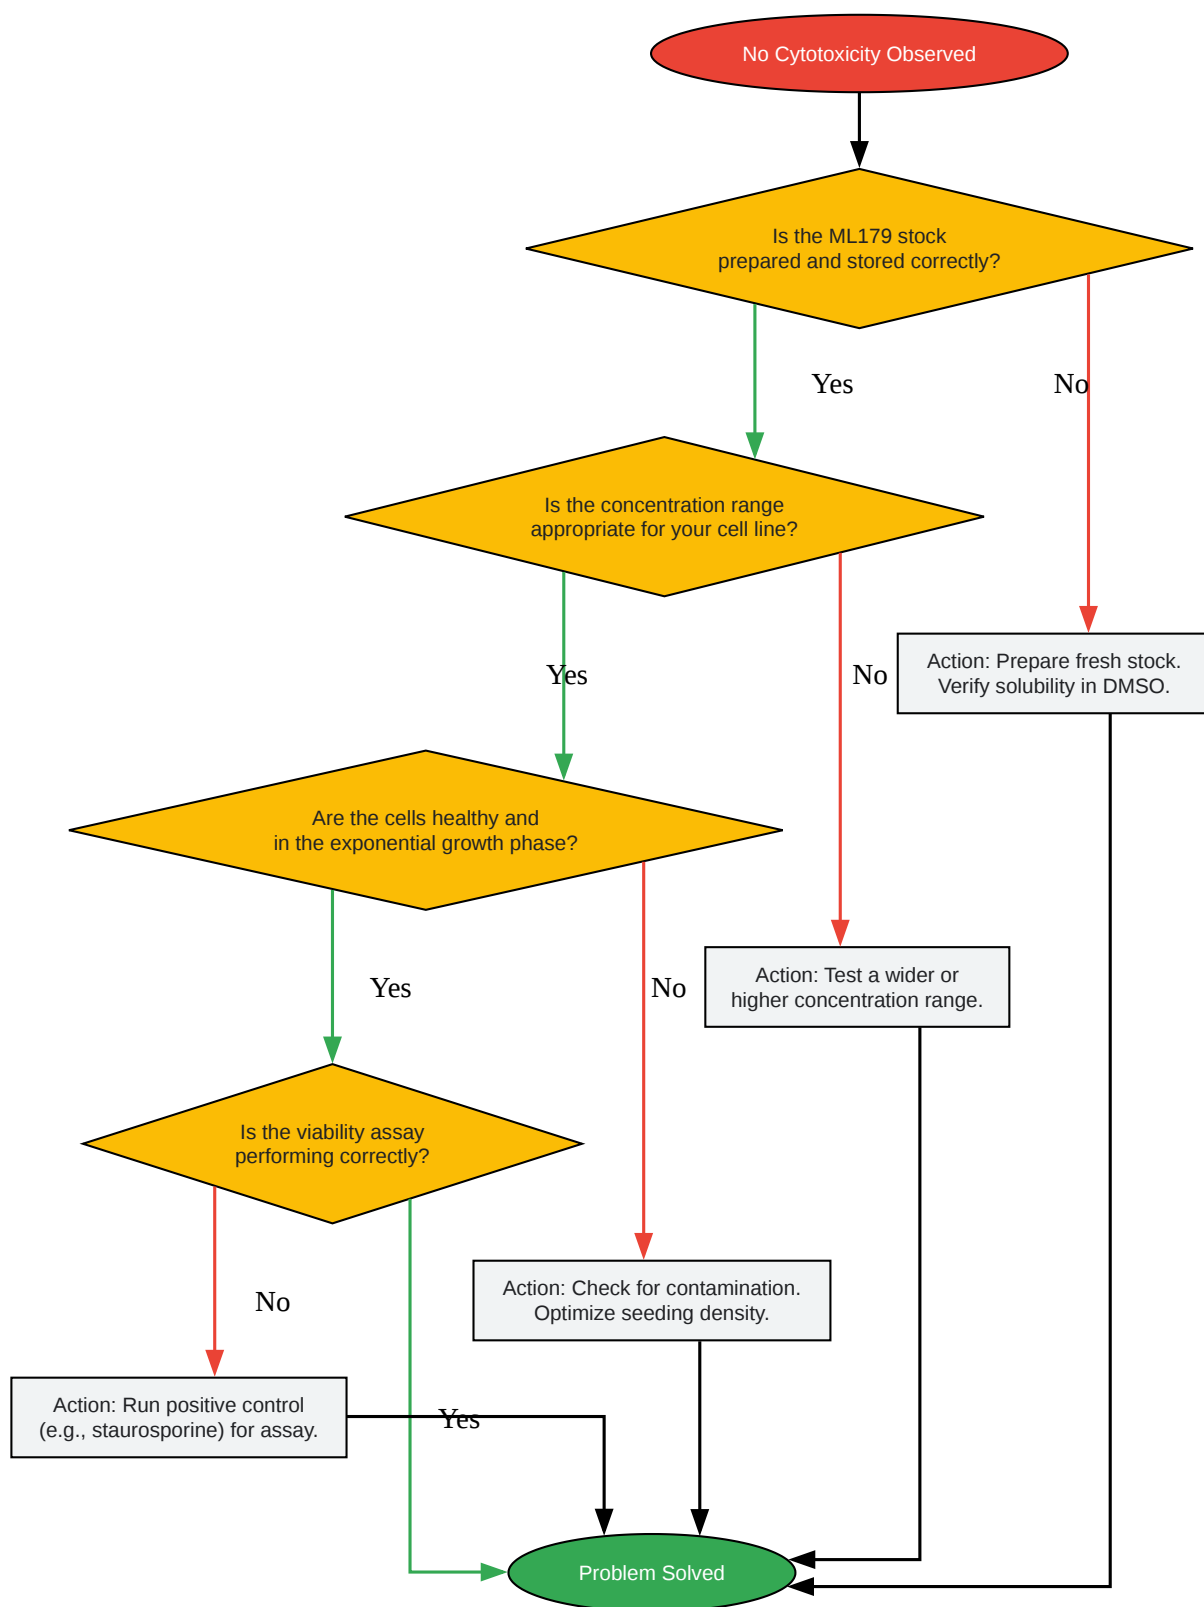 No Cytotoxicity Observed
Is the ML179 stock
prepared and stored correctly?
Yes
No
Is the concentration range
appropriate for your cell line?
Yes
No
Action: Prepare fresh stock.
Verify solubility in DMSO.
Are the cells healthy and
in the exponential growth phase?
Yes
No
Action: Test a wider or
higher concentration range.
Is the viability assay
performing correctly?
No
Yes
Action: Check for contamination.
Optimize seeding density.
Action: Run positive control
(e.g., staurosporine) for assay.
Problem Solved